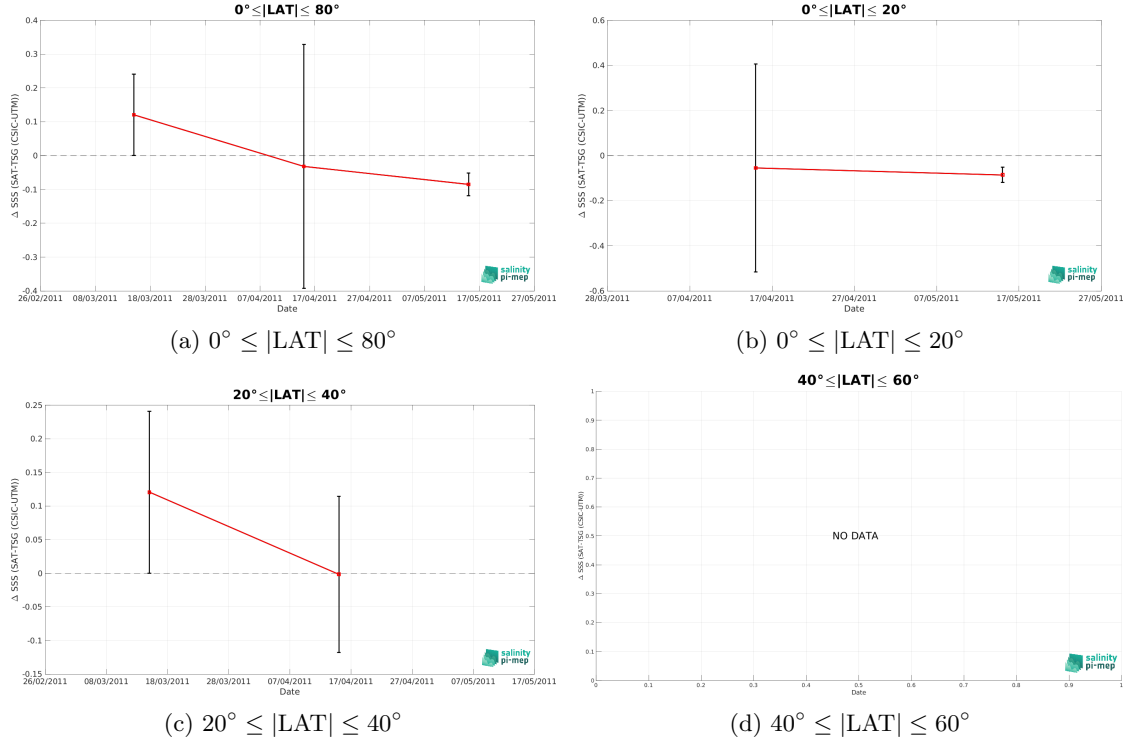 0°≤|LAT|≤ 80°
0.4
0.3
0.2
0.1
0
-0.1
-0.2
-0.3
-0.4
Δ SSS (SAT-TSG (CSIC-UTM))
26/02/2011 08/03/2011 18/03/2011 28/03/2011 07/04/2011 17/04/2011 27/04/2011 07/05/2011 17/05/2011 27/05/2011
Date
salinity
pi-mep
(a) 0° ≤ |LAT| ≤ 80°
0°≤|LAT|≤ 20°
0.6
0.4
0.2
0
-0.2
-0.4
-0.6
Δ SSS (SAT-TSG (CSIC-UTM))
28/03/2011 07/04/2011 17/04/2011 27/04/2011 07/05/2011 17/05/2011 27/05/2011
Date
salinity
pi-mep
(b) 0° ≤ |LAT| ≤ 20°
20°≤|LAT|≤ 40°
0.25
0.2
0.15
0.1
0.05
0
-0.05
-0.1
-0.15
Δ SSS (SAT-TSG (CSIC-UTM))
26/02/2011 08/03/2011 18/03/2011 28/03/2011 07/04/2011 17/04/2011 27/04/2011 07/05/2011 17/05/2011
Date
salinity
pi-mep
(c) 20° ≤ |LAT| ≤ 40°
40°≤|LAT|≤ 60°
1
0.9
0.8
0.7
0.6
0.5
0.4
0.3
0.2
0.1
0
Δ SSS (SAT-TSG (CSIC-UTM))
NO DATA
0 0.1 0.2 0.3 0.4 0.5 0.6 0.7 0.8 0.9 1
Date
salinity
pi-mep
(d) 40° ≤ |LAT| ≤ 60°